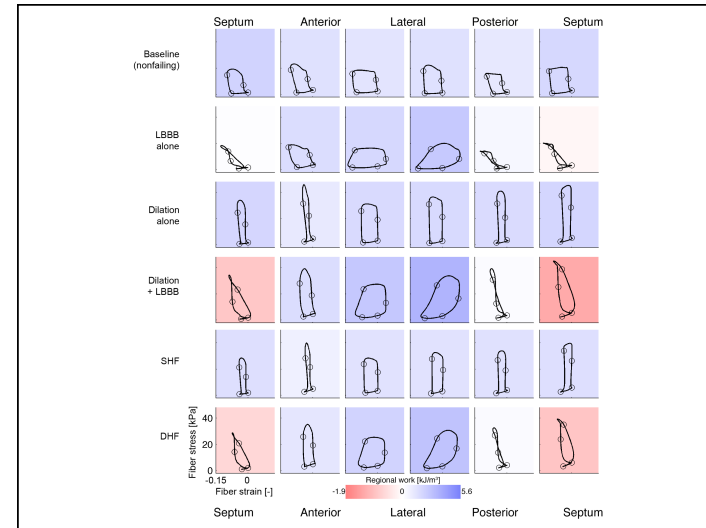 Septum Anterior Lateral Posterior Septum
Baseline
(nonfailing)
LBBB
alone
Dilation
alone
Dilation
+ LBBB
SHF
DHF
Fiber stress [kPa]
40
20
0
-0.15 0
Fiber strain [-]
Regional work [kJ/m³]
-1.9 0 5.6
Septum Anterior Lateral Posterior Septum